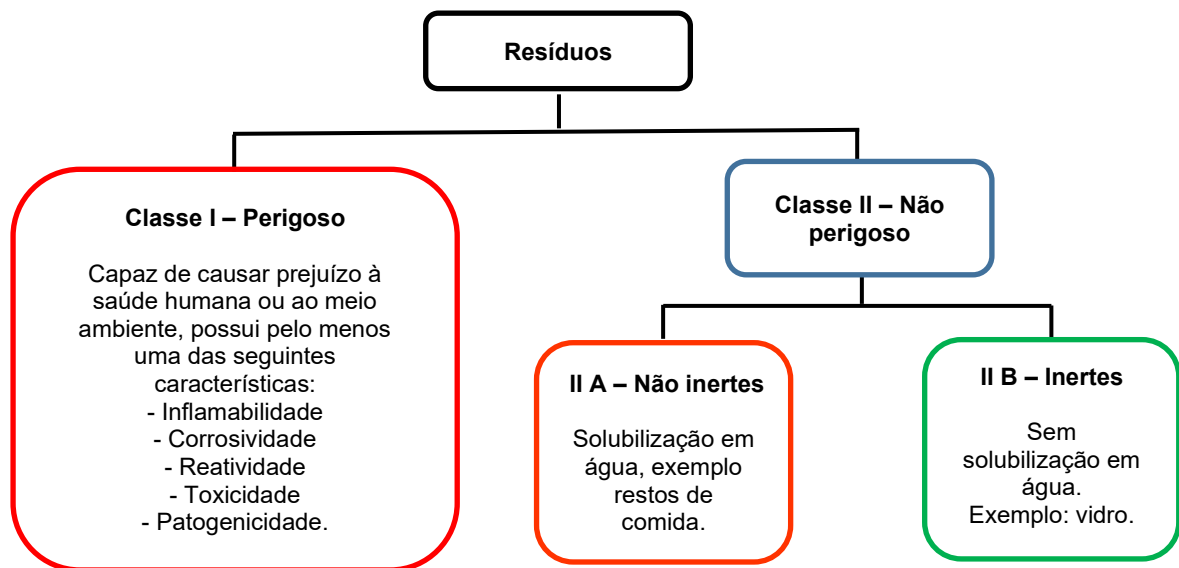 Resíduos
Classe I – Perigoso
Capaz de causar prejuízo à
saúde humana ou ao meio
ambiente, possui pelo menos
uma das seguintes
características:
- Inflamabilidade
- Corrosividade
- Reatividade
- Toxicidade
- Patogenicidade.
Classe II – Não
perigoso
II A – Não inertes
Solubilização em
água, exemplo
restos de
comida.
II B – Inertes
Sem
solubilização em
água.
Exemplo: vidro.